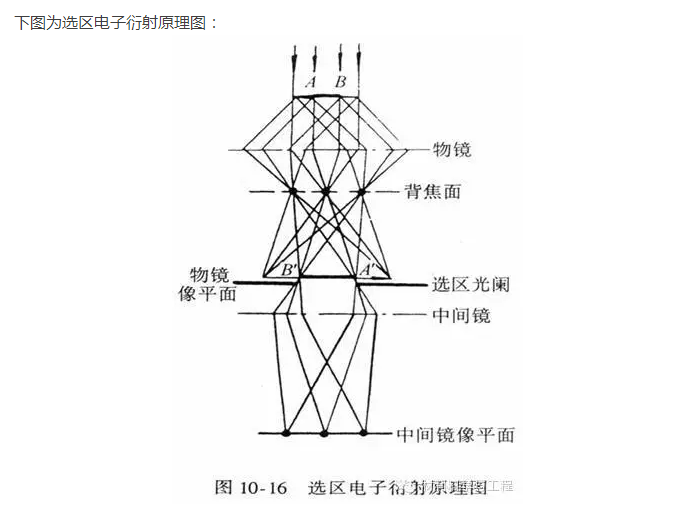 下图为选区电子衍射原理图：
A B
物镜
背焦面
B′ A′
物镜
像平面
选区光阑
中间镜
中间镜像平面
图 10-16 选区电子衍射原理图
工程